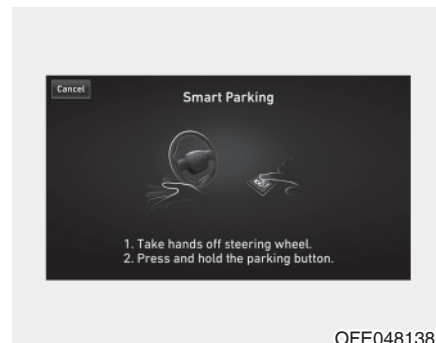 Cancel
Smart Parking
1. Take hands off steering wheel.
2. Press and hold the parking button.
OFE048138